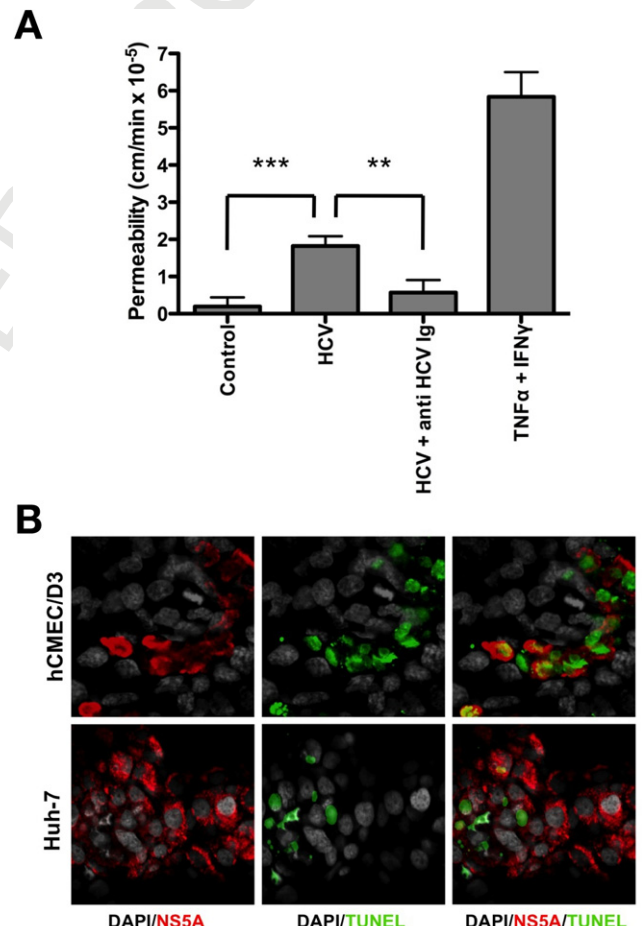 A
Permeability (cm/min x 10⁻⁵)
7
6
5
4
3
2
1
0
***
**
Control
HCV
HCV + anti HCV Ig
TNFα + IFNγ
B
hCMEC/D3
Huh-7
DAPI/NS5A
DAPI/TUNEL
DAPI/NS5A/TUNEL